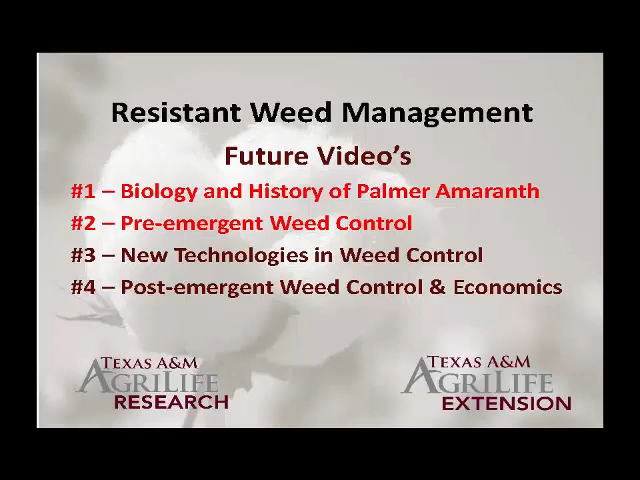 Resistant Weed Management
Future Video's
#1 – Biology and History of Palmer Amaranth
#2 – Pre-emergent Weed Control
#3 – New Technologies in Weed Control
#4 – Post-emergent Weed Control & Economics
TEXAS A&M
AGRILIFE
RESEARCH
TEXAS A&M
AGRILIFE
EXTENSION